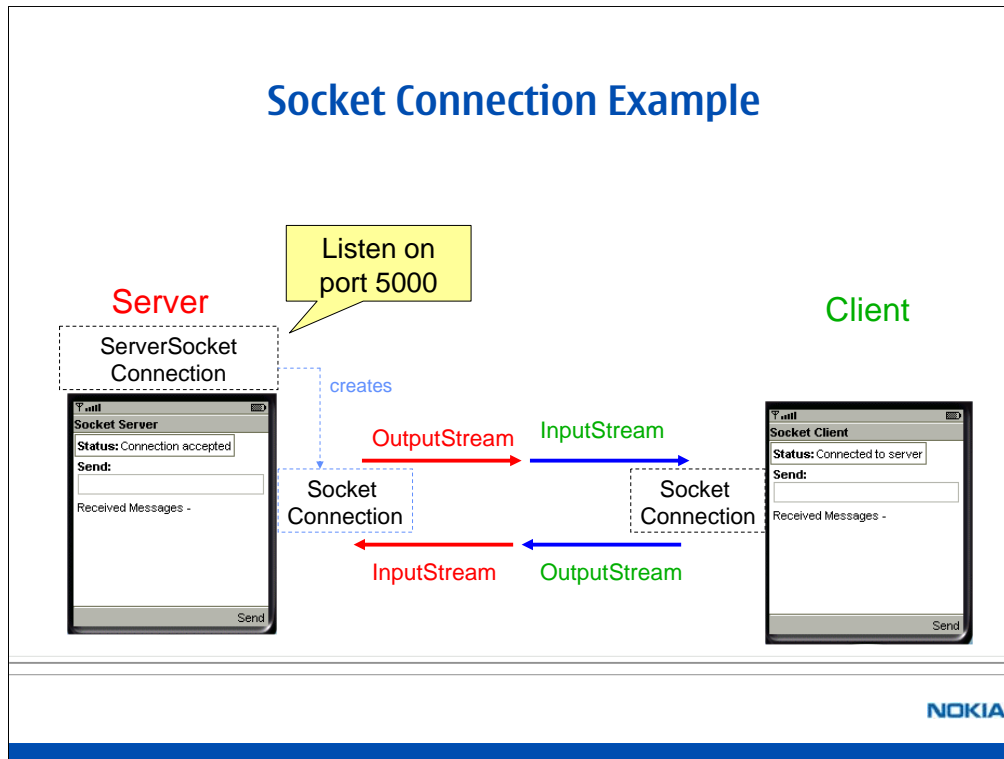 Socket Connection Example
Listen on
port 5000
Server
Client
ServerSocket
Connection
creates
Socket Server
Status: Connection accepted
Send:
Received Messages -
Send
OutputStream
InputStream
Socket
Connection
Socket
Connection
InputStream
OutputStream
Socket Client
Status: Connected to server
Send:
Received Messages -
Send
NOKIA